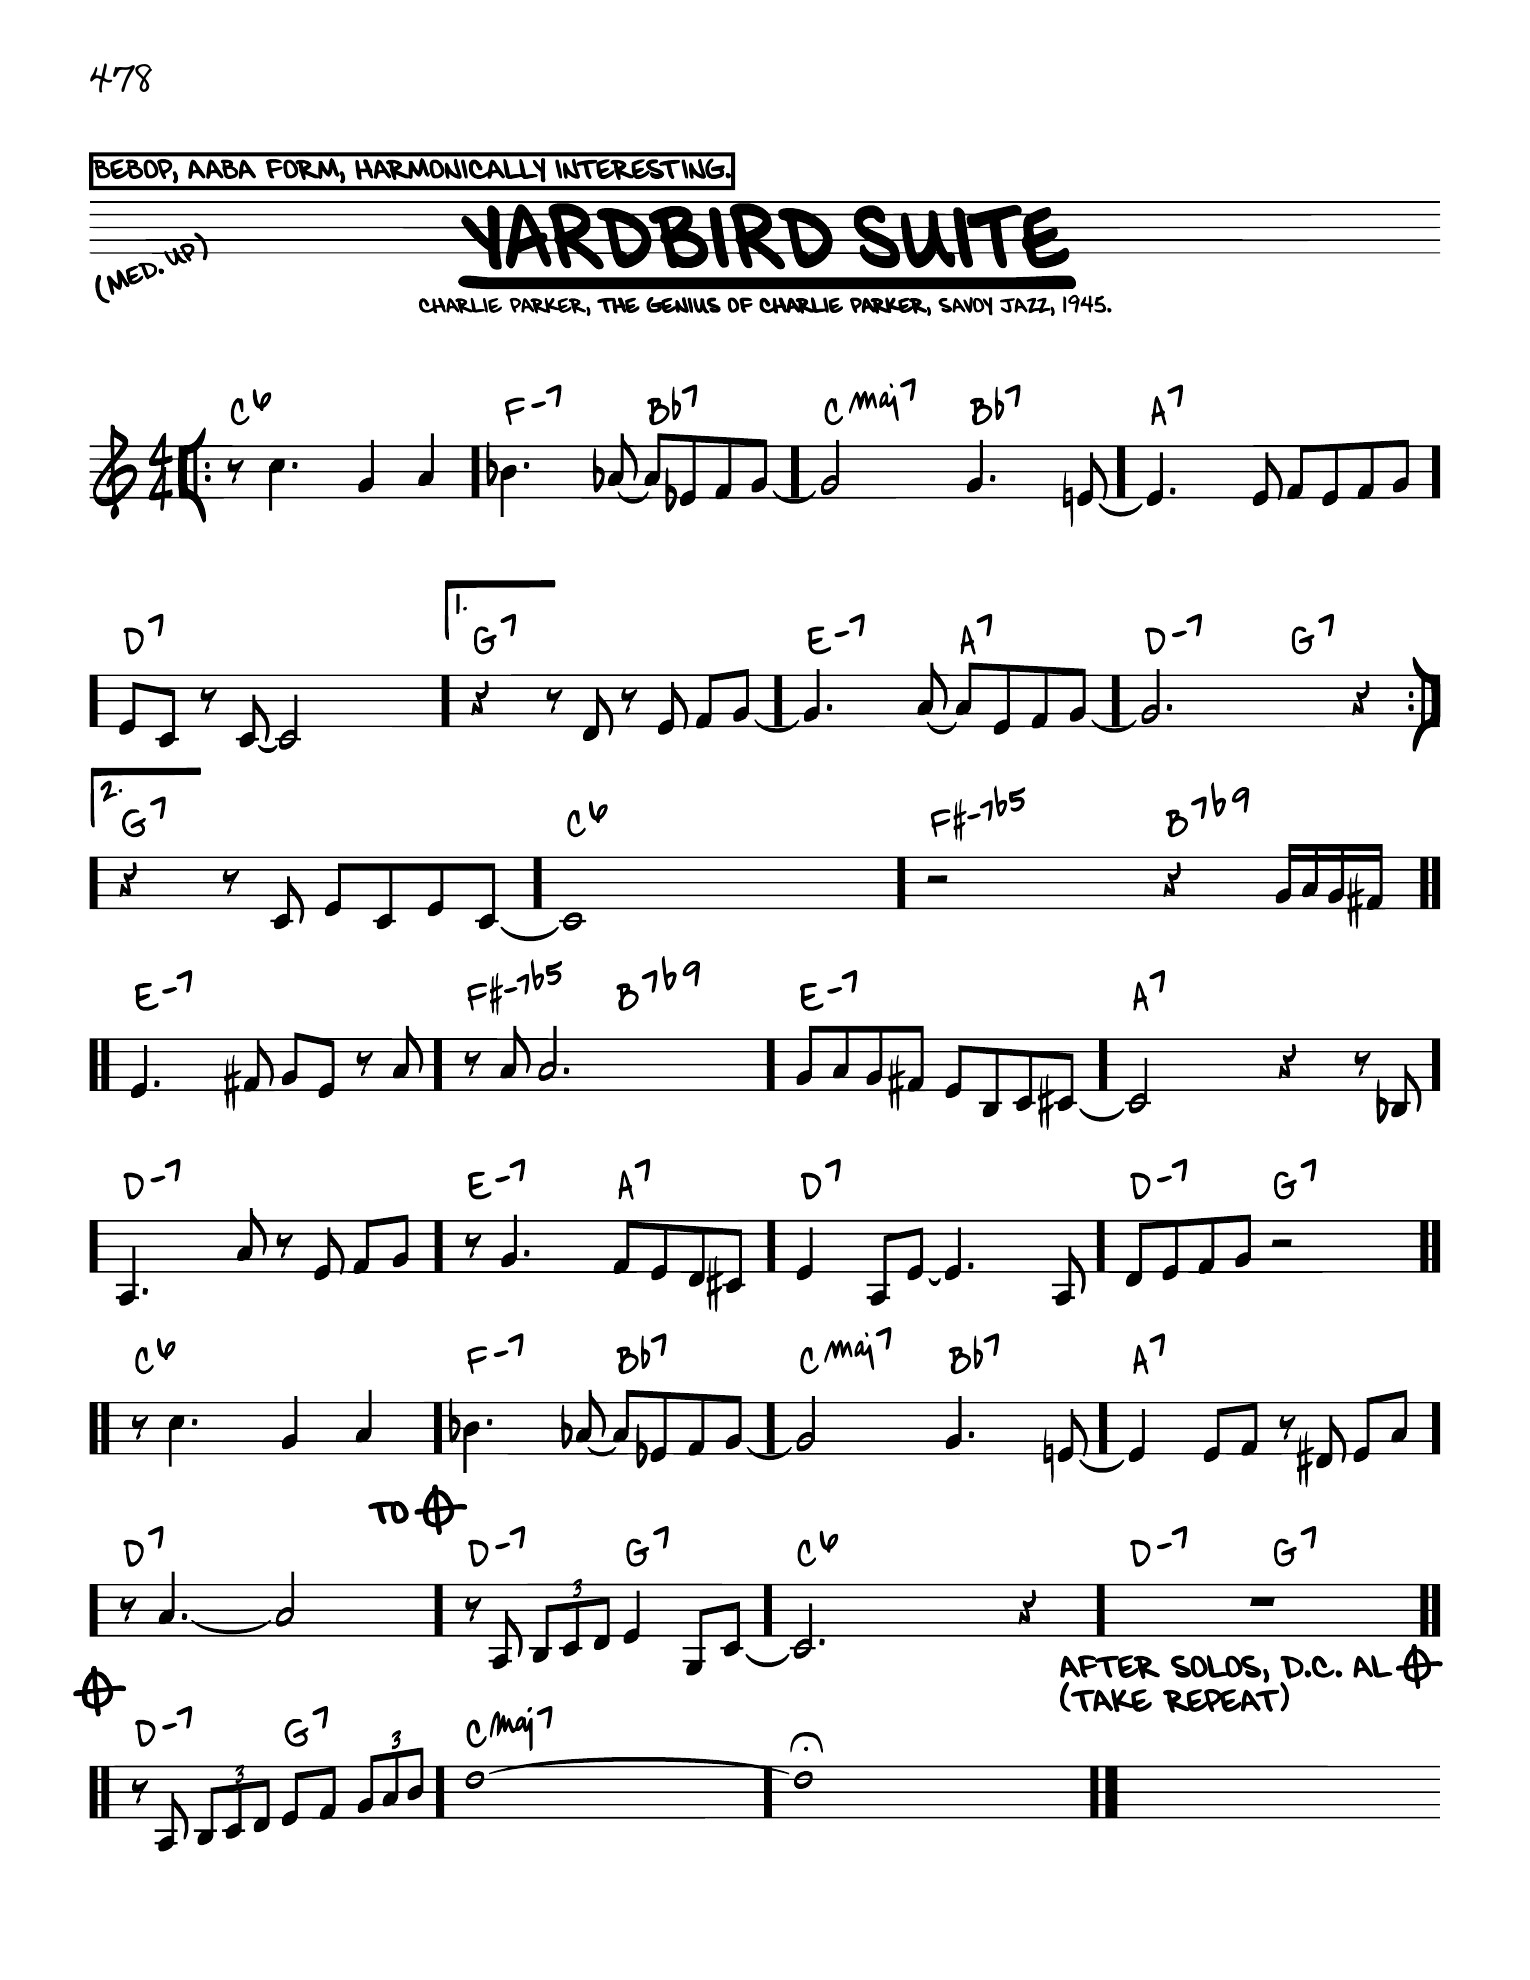 478
BEBOP, AABA FORM, HARMONICALLY INTERESTING.
YARDBIRD SUITE
(MED. UP)
CHARLIE PARKER, THE GENIUS OF CHARLIE PARKER, SAVOY JAZZ, 1945.
C6 F-7 Bb7 Cmaj7 Bb7 A7
4
4
1.
D7 G7 E-7 A7 D-7 G7
2.
G7 C6 F#-7b5 B7b9
E-7 F#-7b5 B7b9 E-7 A7
D-7 E-7 A7 D7 D-7 G7
C6 F-7 Bb7 Cmaj7 Bb7 A7
TO
D7 D-7 G7 C6 D-7 G7
3
AFTER SOLOS, D.C. AL
(TAKE REPEAT)
D-7 G7 Cmaj7
3 3